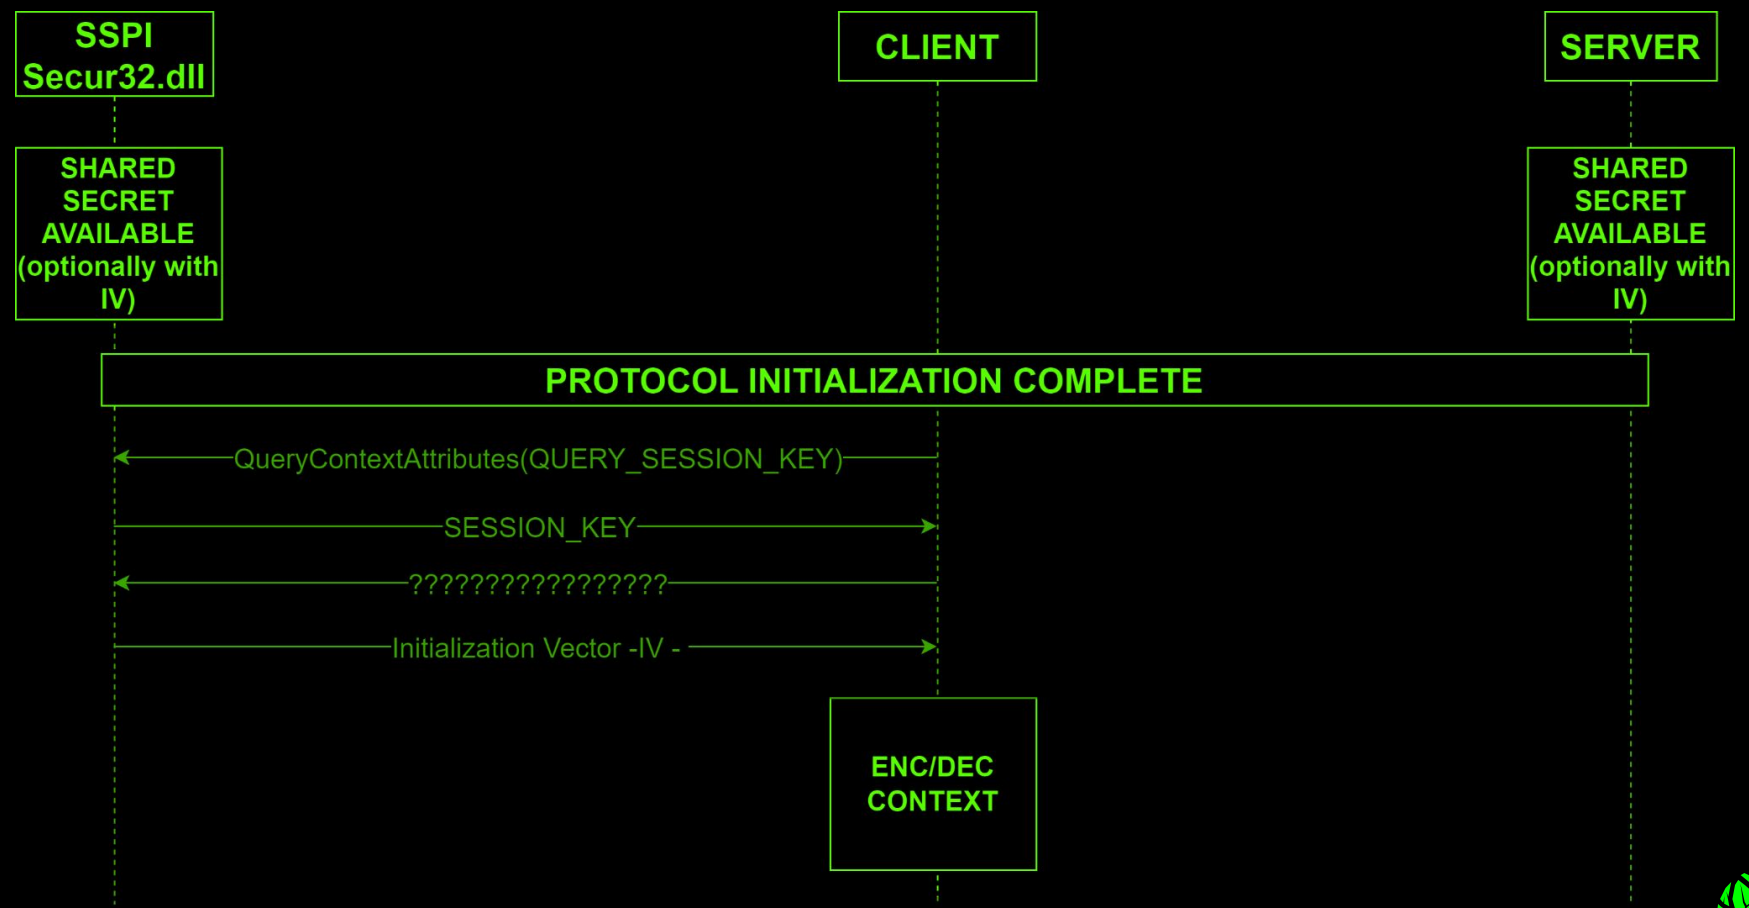 SSPI
Secur32.dll
CLIENT
SERVER
SHARED
SECRET
AVAILABLE
(optionally with
IV)
SHARED
SECRET
AVAILABLE
(optionally with
IV)
PROTOCOL INITIALIZATION COMPLETE
QueryContextAttributes(QUERY_SESSION_KEY)
SESSION_KEY
?????????????????
Initialization Vector -IV -
ENC/DEC
CONTEXT